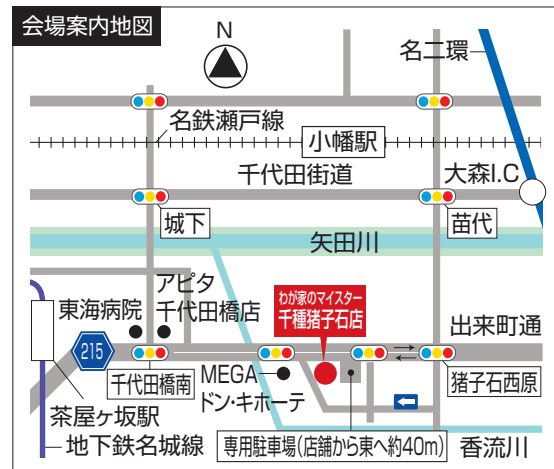 会場案内地図
N
名二環
名鉄瀬戸線
小幡駅
千代田街道
大森I.C
城下
苗代
矢田川
アピタ
千代田橋店
東海病院
わが家のマイスター
千種猪子石店
出来町通
215
千代田橋南
MEGA
ドン・キホーテ
猪子石西原
茶屋ヶ坂駅
地下鉄名城線
専用駐車場(店舗から東へ約40m)
香流川